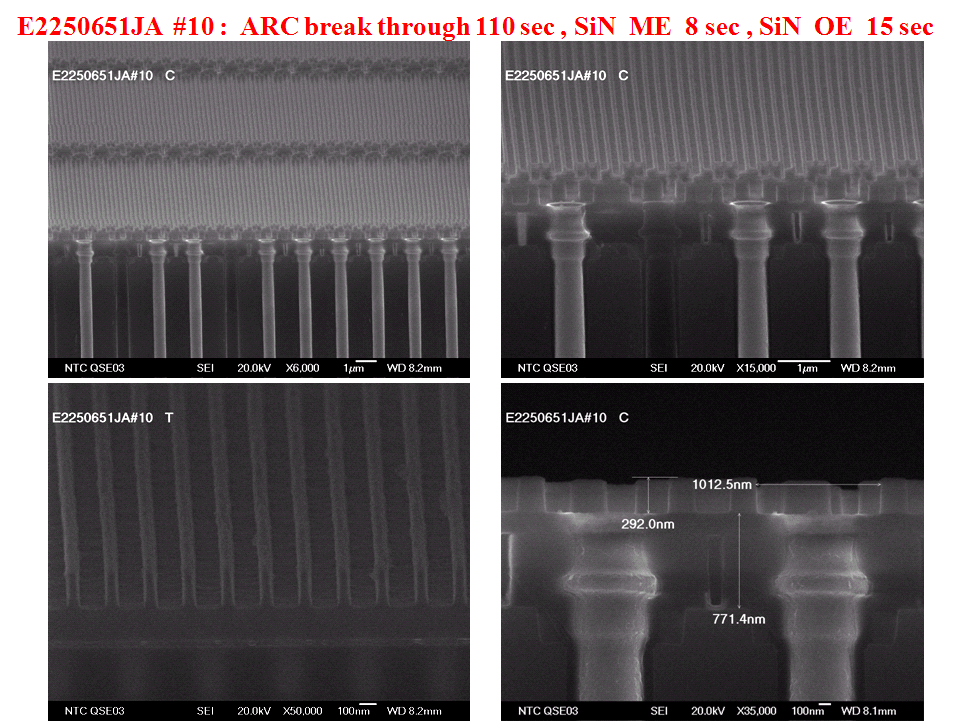 E2250651JA #10 : ARC break through 110 sec , SiN ME 8 sec , SiN OE 15 sec
E2250651JA#10 C
NTC QSE03 SEI 20.0kV X6,000 1μm WD 8.2mm
E2250651JA#10 C
NTC QSE03 SEI 20.0kV X15,000 1μm WD 8.2mm
E2250651JA#10 T
NTC QSE03 SEI 20.0kV X50,000 100nm WD 8.2mm
E2250651JA#10 C
1012.5nm
292.0nm
771.4nm
NTC QSE03 SEI 20.0kV X35,000 100nm WD 8.1mm